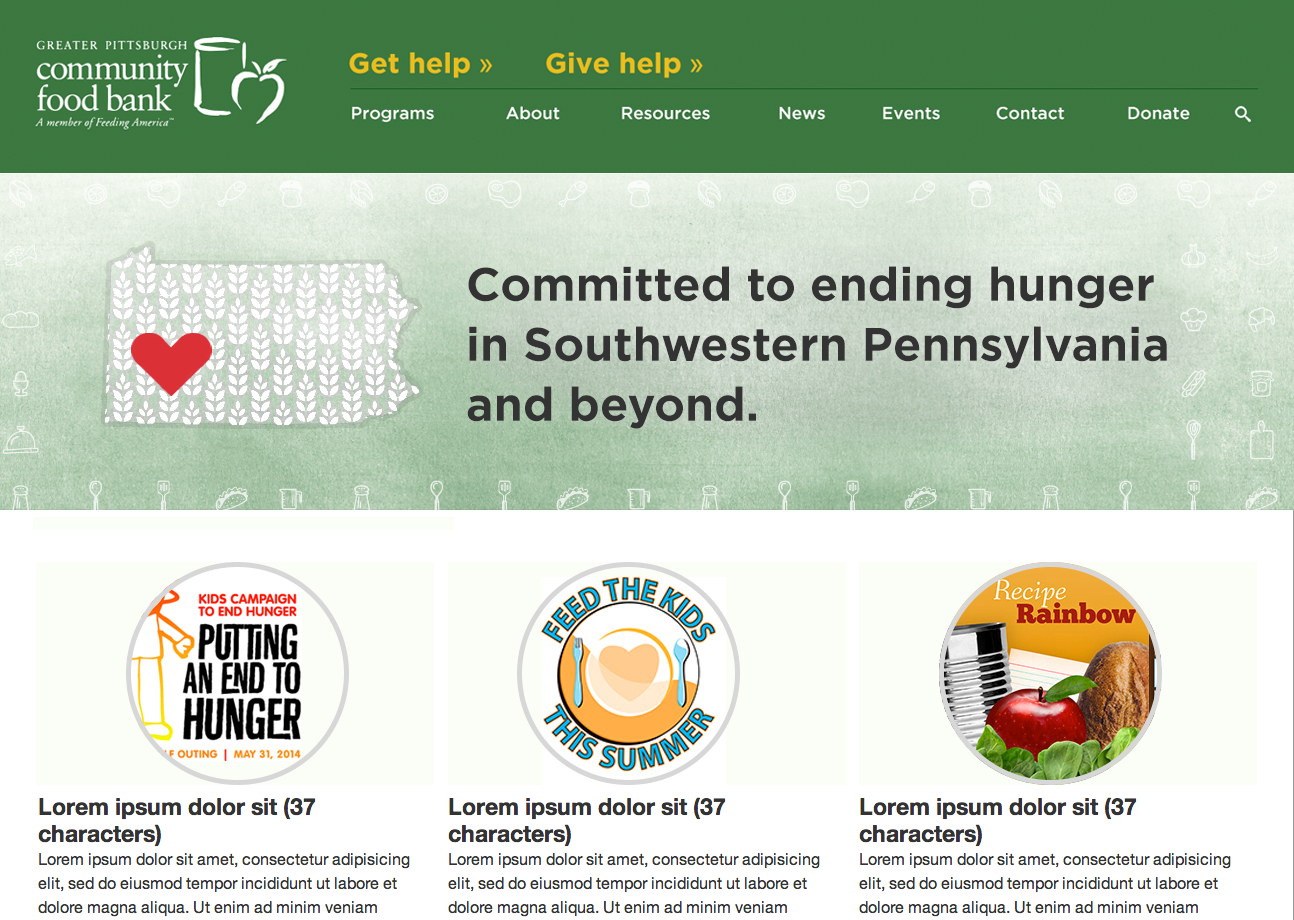 GREATER PITTSBURGH
community
food bank
A member of Feeding America™
Get help »
Give help »
Programs
About
Resources
News
Events
Contact
Donate
Committed to ending hunger
in Southwestern Pennsylvania
and beyond.
KIDS CAMPAIGN
TO END HUNGER
PUTTING
AN END TO
HUNGER
LF OUTING | MAY 31, 2014
FEED THE KIDS
THIS SUMMER
Recipe
Rainbow
Lorem ipsum dolor sit (37
characters)
Lorem ipsum dolor sit amet, consectetur adipisicing
elit, sed do eiusmod tempor incididunt ut labore et
dolore magna aliqua. Ut enim ad minim veniam
Lorem ipsum dolor sit (37
characters)
Lorem ipsum dolor sit amet, consectetur adipisicing
elit, sed do eiusmod tempor incididunt ut labore et
dolore magna aliqua. Ut enim ad minim veniam
Lorem ipsum dolor sit (37
characters)
Lorem ipsum dolor sit amet, consectetur adipisicing
elit, sed do eiusmod tempor incididunt ut labore et
dolore magna aliqua. Ut enim ad minim veniam